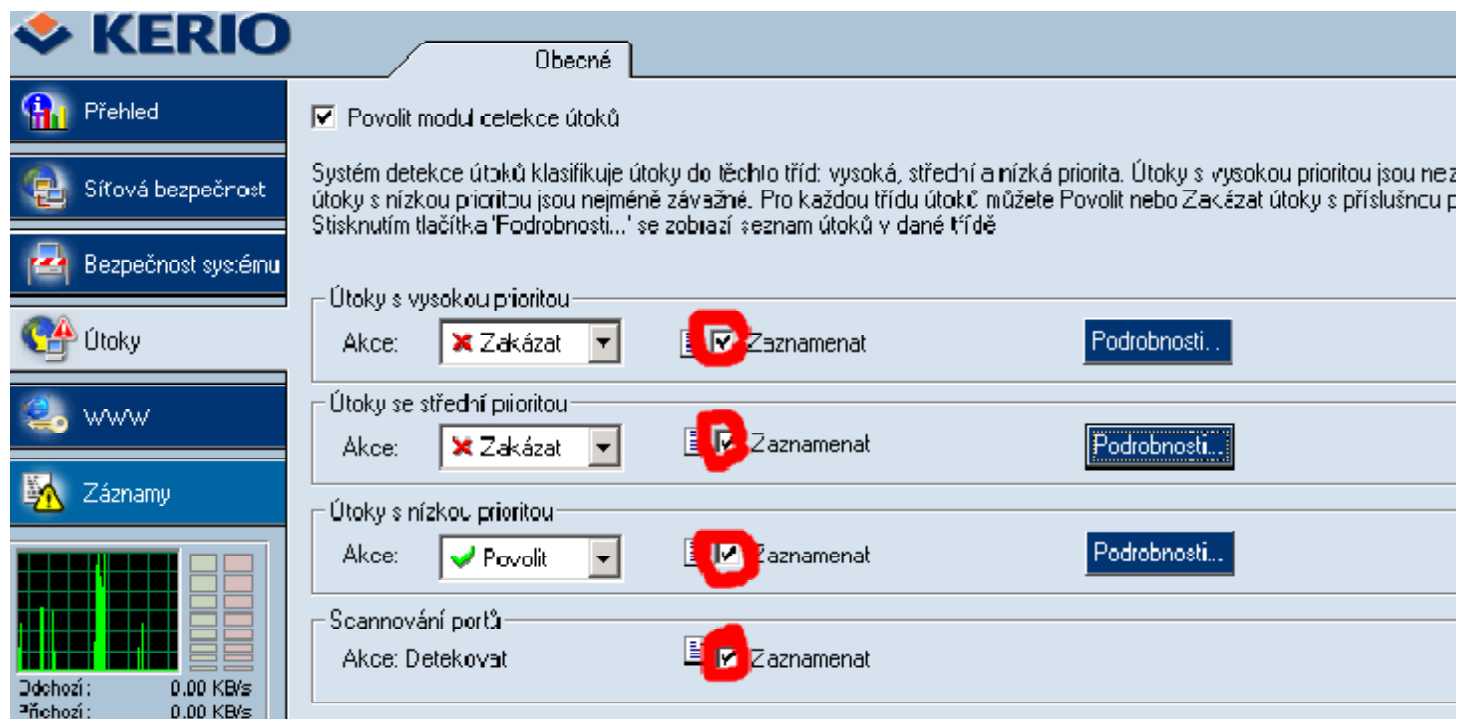 KERIO
Obecné
Přehled
Síťová bezpečnost
Bezpečnost systému
Útoky
WWW
Záznamy
Odchozí: 0.00 KB/s
Příchozí: 0.00 KB/s
Povolit modul detekce útoků
Systém detekce útoků klasifikuje útoky do těchto tříd: vysoká, střední a nízká priorita. Útoky s vysokou prioritou jsou
útoky s nízkou prioritou jsou nejméně závažné. Pro každou třídu útoků můžete Povolit nebo Zakázat útoky s příslušnou
Stisknutím tlačítka 'Podrobnosti...' se zobrazí seznam útoků v dané třídě
Útoky s vysokou prioritou
Akce: Zakázat Zaznamenat Podrobnosti...
Útoky se střední prioritou
Akce: Zakázat Zaznamenat Podrobnosti...
Útoky s nízkou prioritou
Akce: Povolit Zaznamenat Podrobnosti...
Scannování portů
Akce: Detekovat Zaznamenat